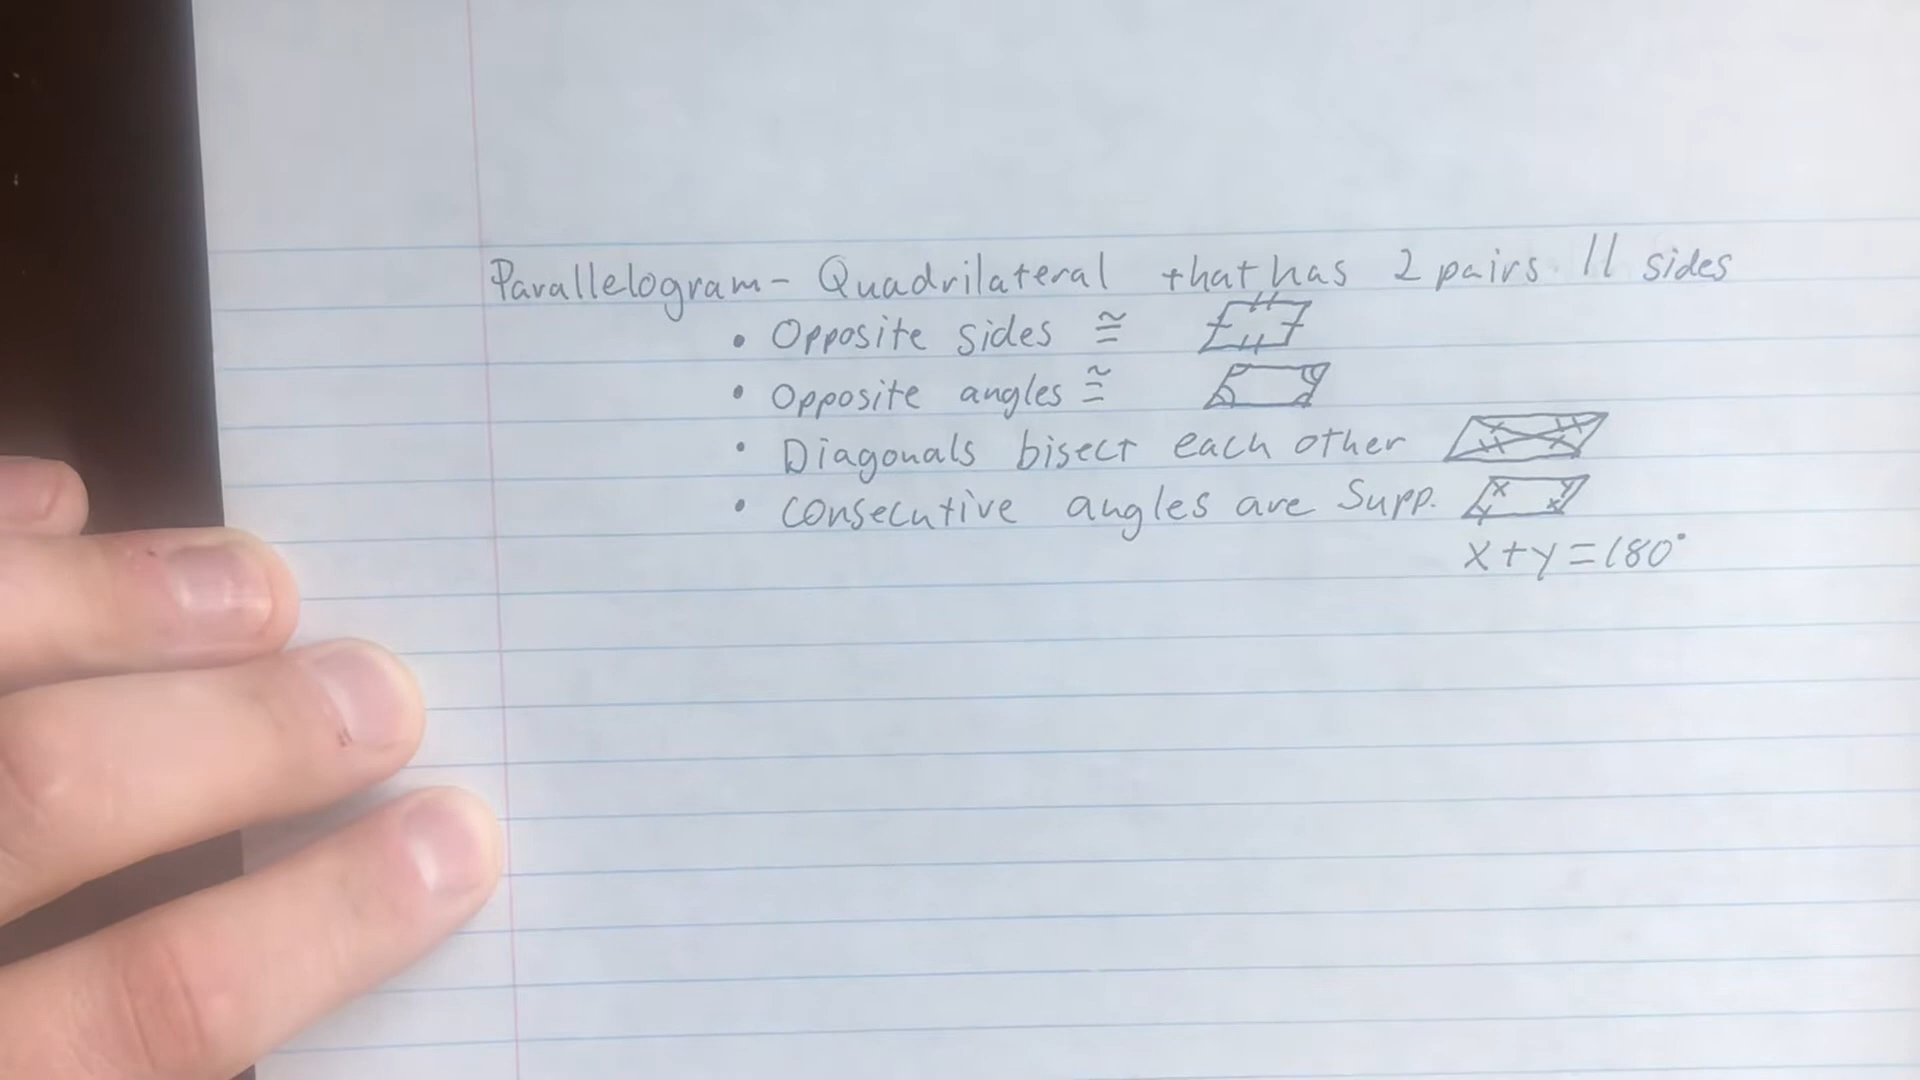 Parallelogram - Quadrilateral that has 2 pairs || sides
• Opposite sides ≅
• Opposite angles ≅
• Diagonals bisect each other
• Consecutive angles are Supp. x y x y
x + y = 180°